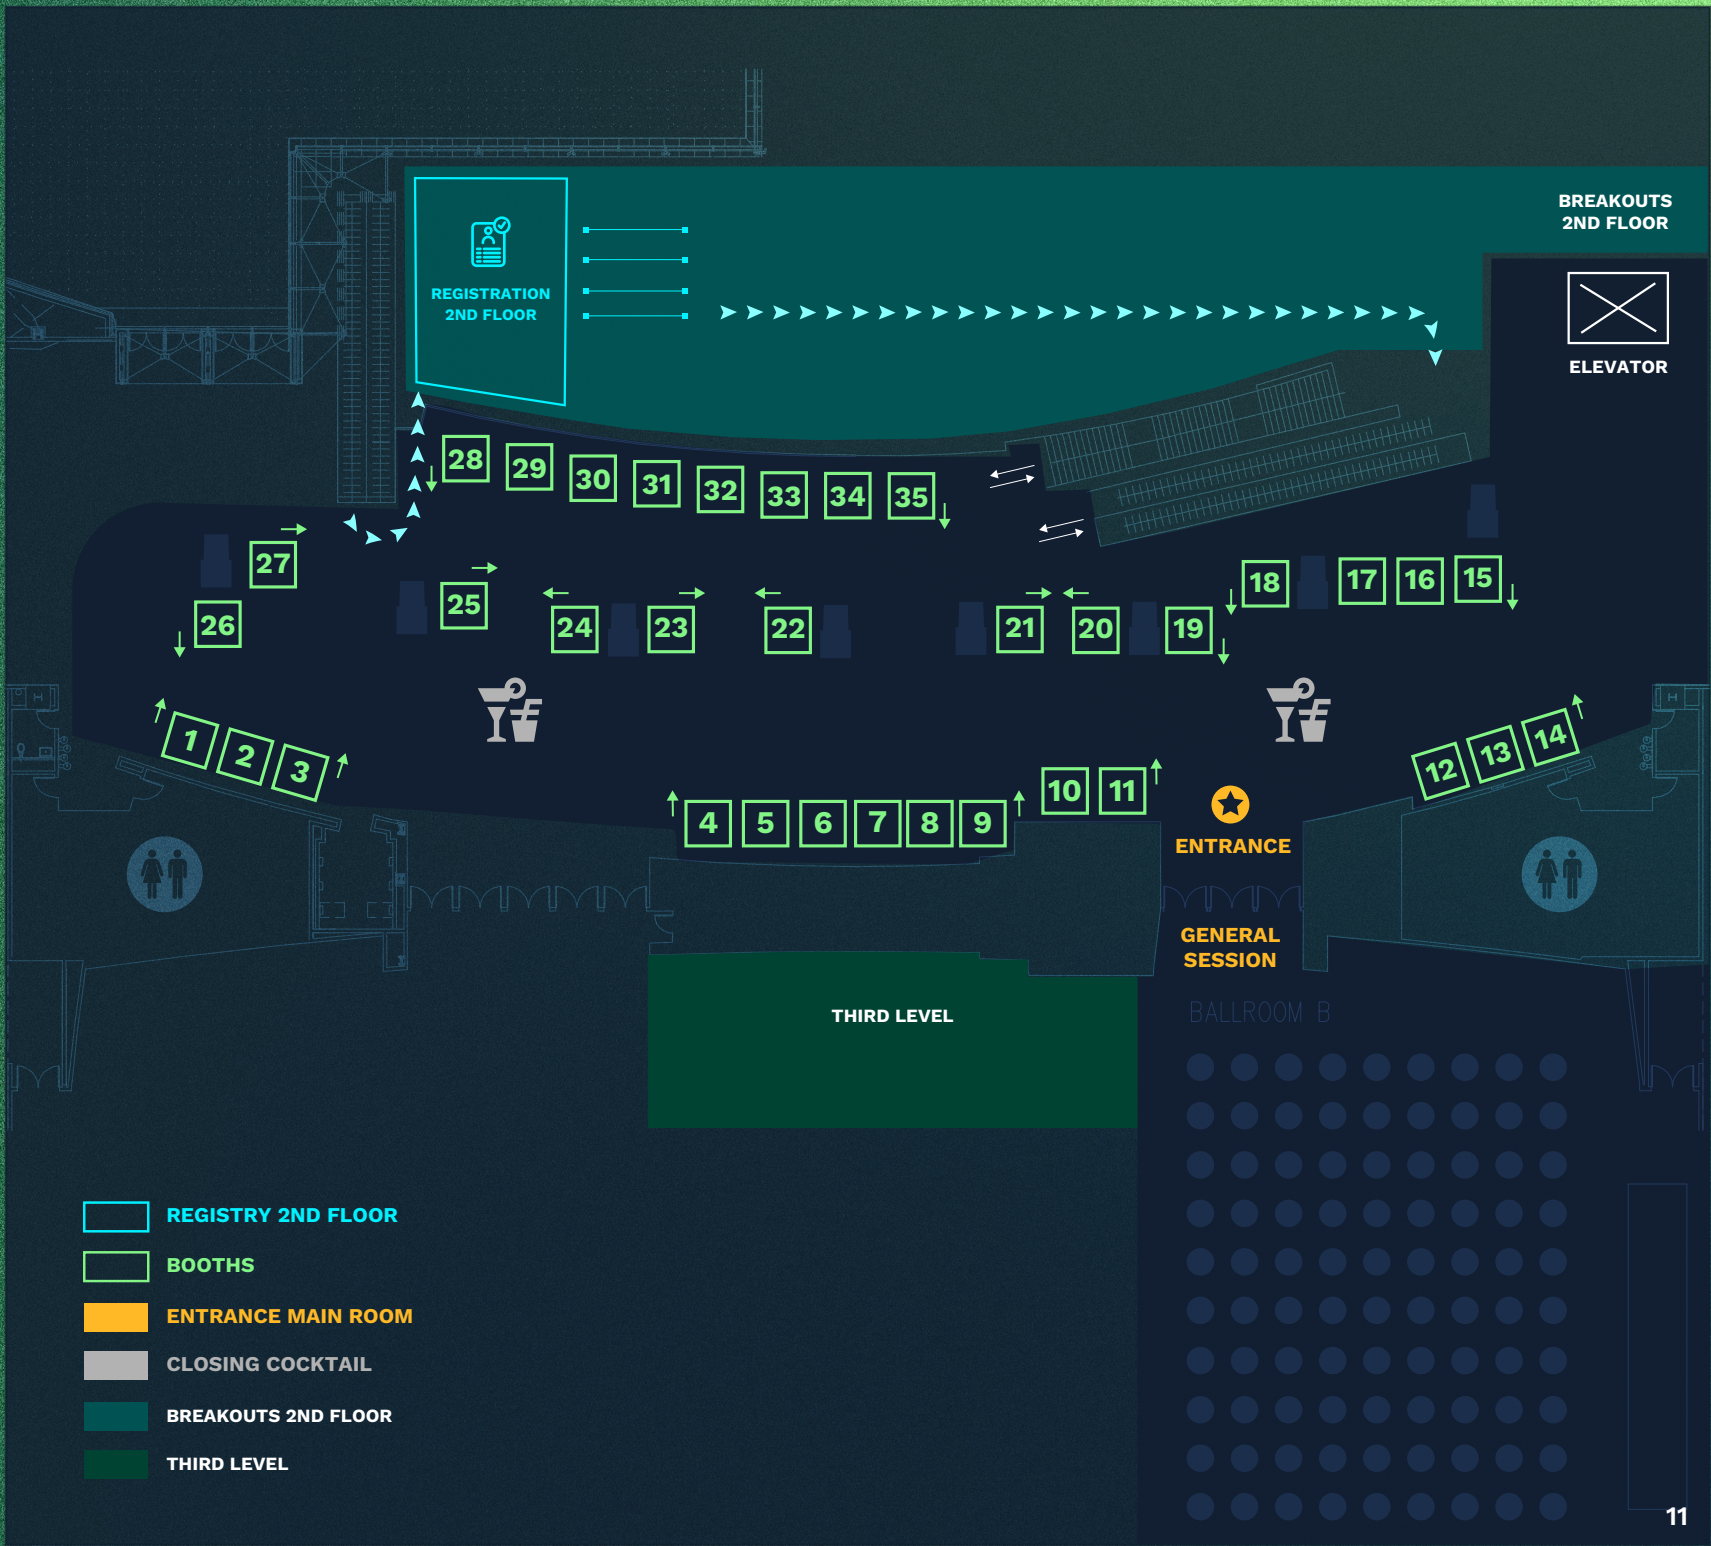 BREAKOUTS
2ND FLOOR
REGISTRATION
2ND FLOOR
ELEVATOR
28
29
30
31
32
33
34
35
27
26
25
24
23
22
21
20
19
18
17
16
15
1
2
3
4
5
6
7
8
9
10
11
12
13
14
ENTRANCE
GENERAL
SESSION
BALLROOM B
THIRD LEVEL
REGISTRY 2ND FLOOR
BOOTHS
ENTRANCE MAIN ROOM
CLOSING COCKTAIL
BREAKOUTS 2ND FLOOR
THIRD LEVEL
11